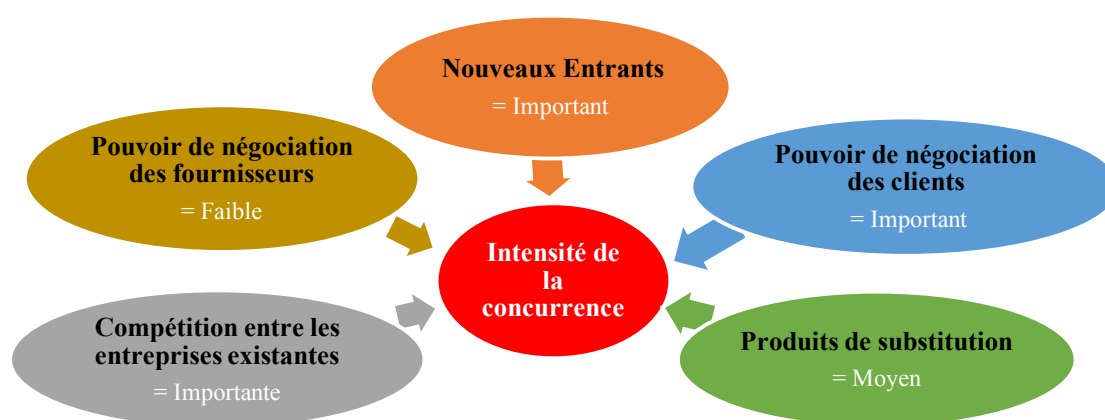 Nouveaux Entrants
= Important
Pouvoir de négociation
des fournisseurs
= Faible
Pouvoir de négociation
des clients
= Important
Intensité de
la
concurrence
Compétition entre les
entreprises existantes
= Importante
Produits de substitution
= Moyen